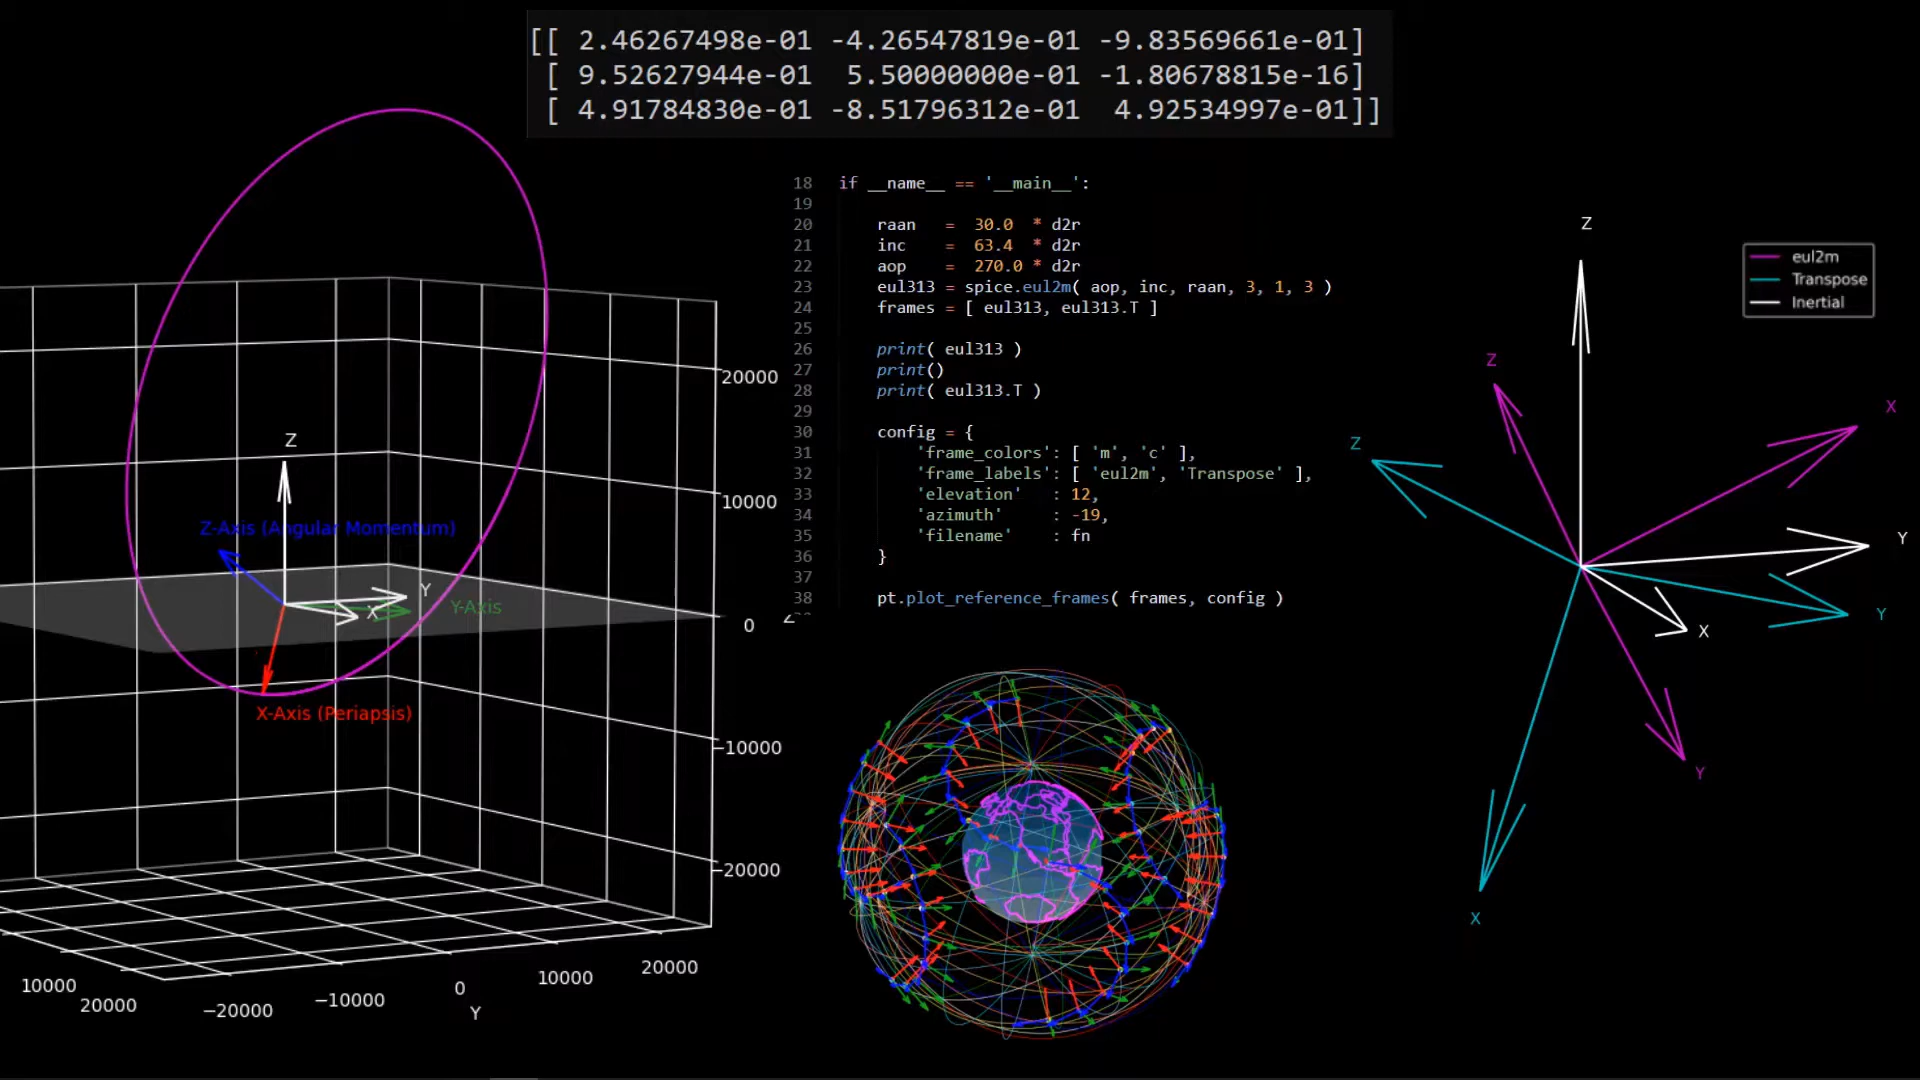 [[ 2.46267498e-01 -4.26547819e-01 -9.83569661e-01]
[ 9.52627944e-01 5.50000000e-01 -1.80678815e-16]
[ 4.91784830e-01 -8.51796312e-01 4.92534997e-01]]
18 if __name__ == '__main__':
19
20 raan = 30.0 * d2r
21 inc = 63.4 * d2r
22 aop = 270.0 * d2r
23 eul313 = spice.eul2m( aop, inc, raan, 3, 1, 3 )
24 frames = [ eul313, eul313.T ]
25
26 print( eul313 )
27 print()
28 print( eul313.T )
29
30 config = {
31 'frame_colors': [ 'm', 'c' ],
32 'frame_labels': [ 'eul2m', 'Transpose' ],
33 'elevation' : 12,
34 'azimuth' : -19,
35 'filename' : fn
36 }
37
38 pt.plot_reference_frames( frames, config )
Z
Z-Axis (Angular Momentum)
Y
X
Y-Axis
X-Axis (Periapsis)
20000
10000
0
Z
−10000
−20000
10000
20000
−20000
−10000
0
10000
20000
Y
eul2m
Transpose
Inertial
Z
Z
X
Z
Y
Y
X
Y
X